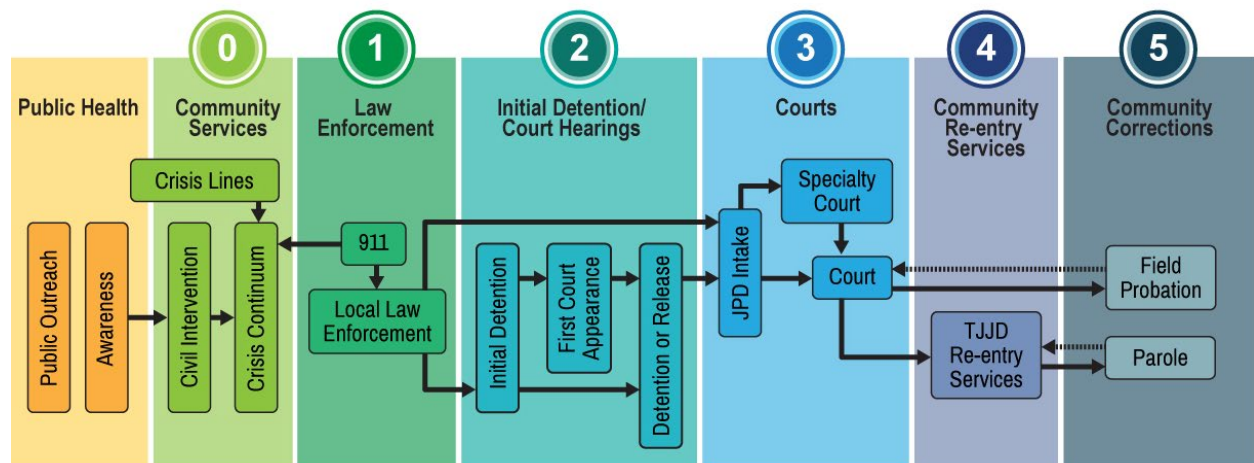 0
1
2
3
4
5
Public Health
Community
Services
Law
Enforcement
Initial Detention/
Court Hearings
Courts
Community
Re-entry
Services
Community
Corrections
Public Outreach
Awareness
Crisis Lines
Civil Intervention
Crisis Continuum
911
Local Law
Enforcement
Initial Detention
First Court
Appearance
Detention or Release
JPD Intake
Specialty
Court
Court
TJJD
Re-entry
Services
Field
Probation
Parole